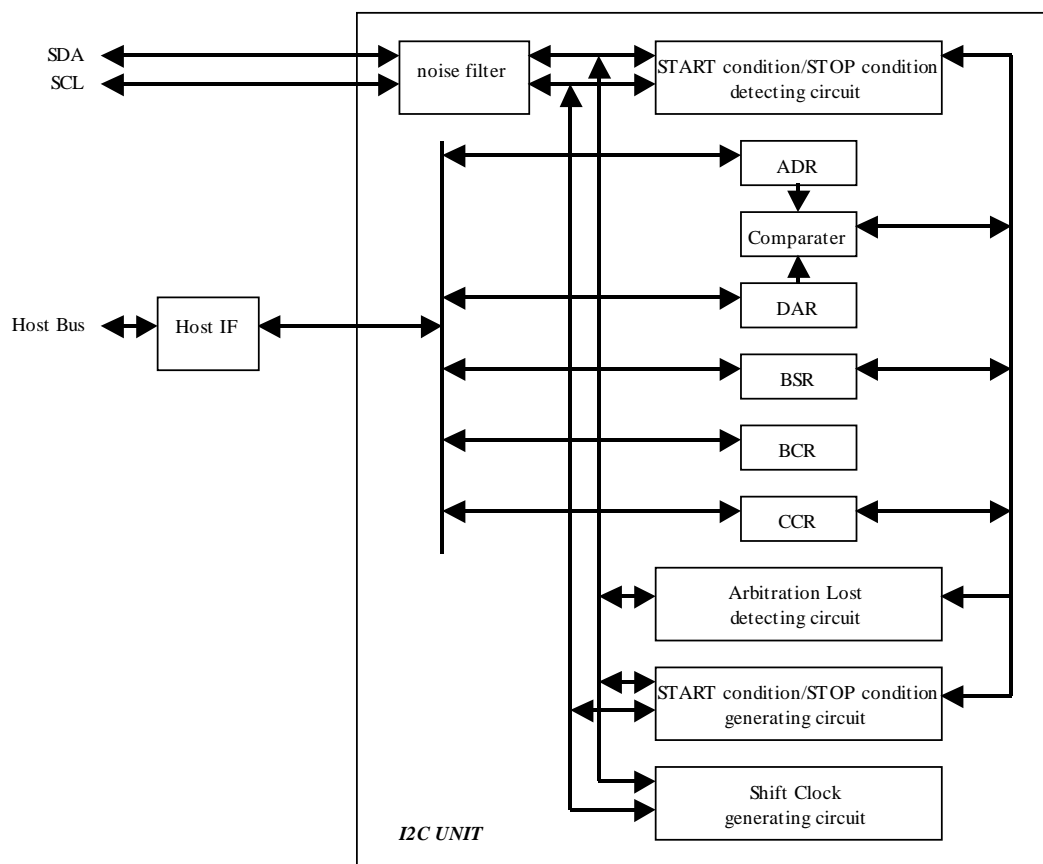 SDA
SCL
noise filter
START condition/STOP condition
detecting circuit
ADR
Comparater
DAR
Host Bus
Host IF
BSR
BCR
CCR
Arbitration Lost
detecting circuit
START condition/STOP condition
generating circuit
Shift Clock
generating circuit
I2C UNIT